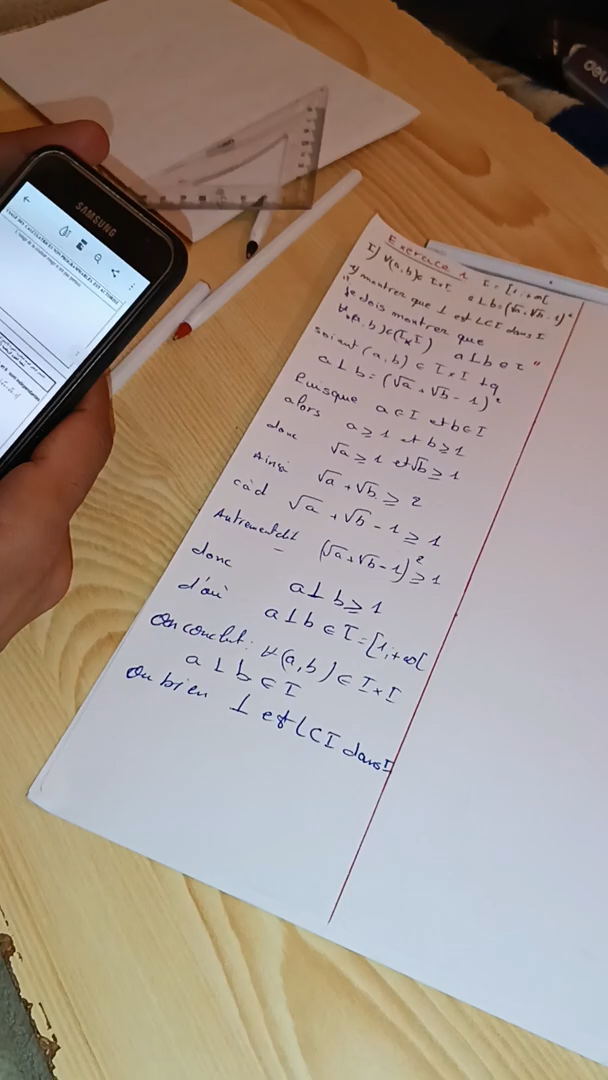 SAMSUNG
Exercice 1 I = [1;+∞[
I) ∀(a,b)∈ I×I a⊥b=(√a+√b-1)²
"1) montrer que ⊥ est LCI dans I
Je dois montrer que
∀(a,b)∈(I×I) a⊥b ∈ I"
soient (a,b) ∈ I×I tq
a⊥b=(√a+√b-1)²
Puisque a∈I et b∈I
alors a≥1 et b≥1
donc √a≥1 et √b≥1
Ainsi √a+√b≥2
càd √a+√b-1≥1
Autrement dit (√a+√b-1)²≥1
donc a⊥b≥1
d'où a⊥b∈I=[1;+∞[
On conclut: ∀(a,b)∈I×I
a⊥b∈I
Ou bien ⊥ est LCI dans I